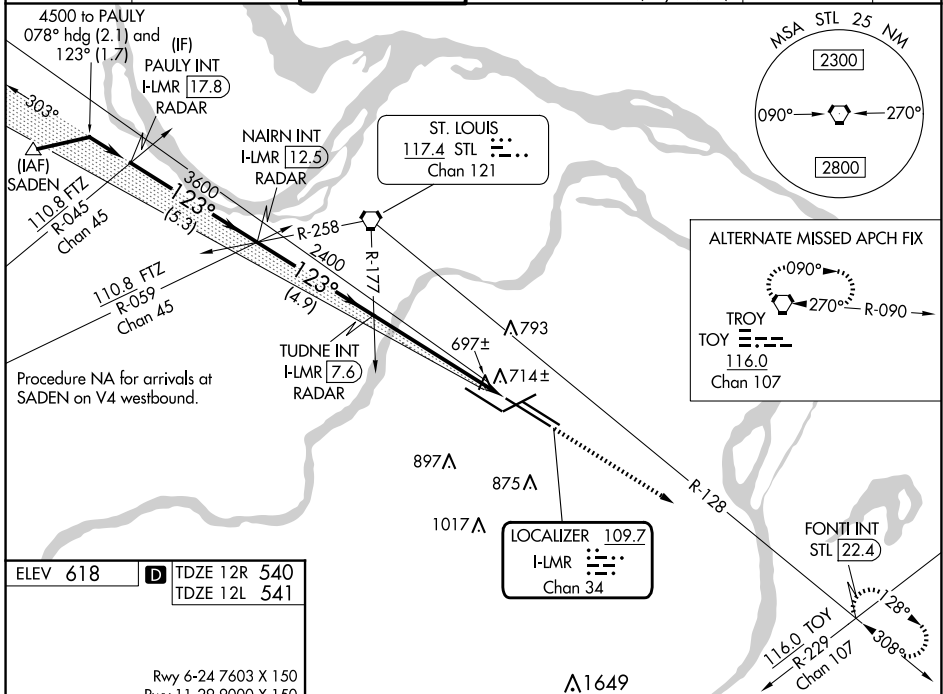 4500 to PAULY
078° hdg (2.1) and
123° (1.7)
(IF)
PAULY INT
I-LMR 17.8
RADAR
303°
(IAF)
SADEN
110.8 FTZ
R-045
Chan 45
NAIRN INT
I-LMR 12.5
RADAR
3600
123°
(5.3)
ST. LOUIS
117.4 STL
Chan 121
R-258
R-177
2400
123°
(4.9)
110.8 FTZ
R-059
Chan 45
TUDNE INT
I-LMR 7.6
RADAR
Procedure NA for arrivals at
SADEN on V4 westbound.
MSA STL 25 NM
2300
090°
270°
2800
ALTERNATE MISSED APCH FIX
090°
270°
R-090
TROY
TOY
116.0
Chan 107
793
697±
714±
897
875
1017
R-128
LOCALIZER 109.7
I-LMR
Chan 34
FONTI INT
STL 22.4
128°
308°
116.0 TOY
R-229
Chan 107
1649
ELEV 618
D
TDZE 12R 540
TDZE 12L 541
Rwy 6-24 7603 X 150
Rwy 11-29 9000 X 150